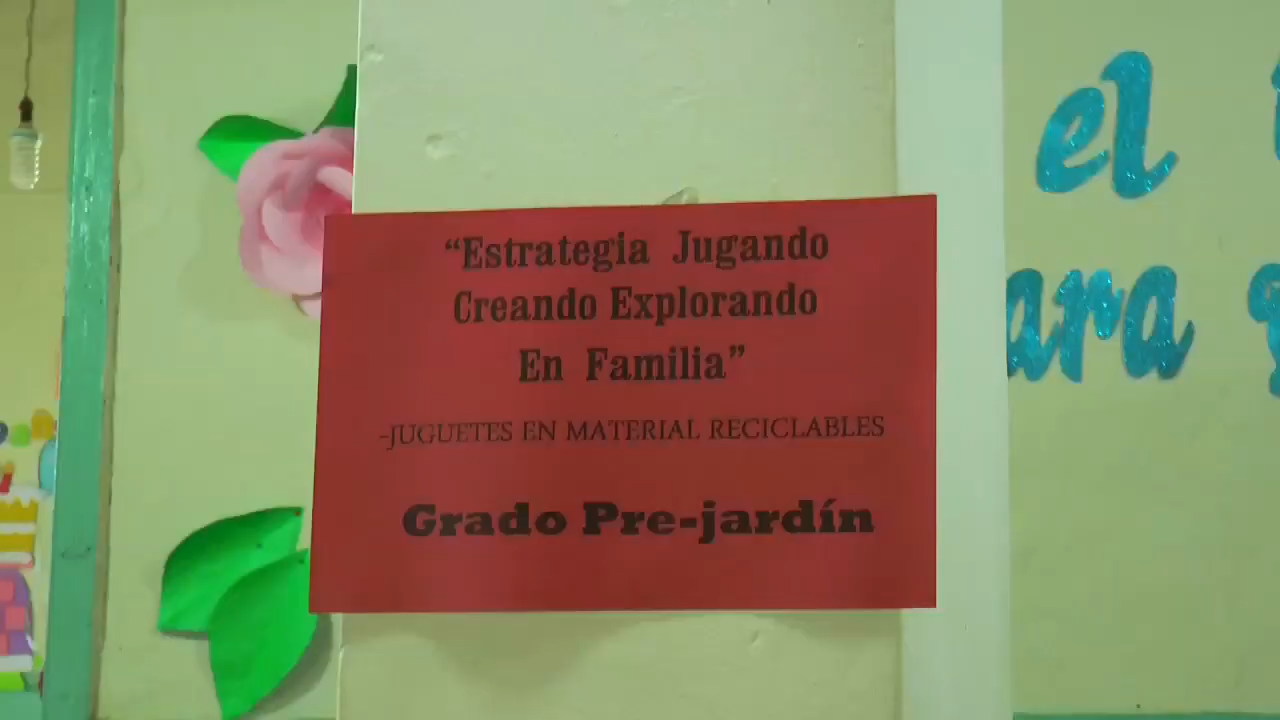 “Estrategia Jugando
Creando Explorando
En Familia”
-JUGUETES EN MATERIAL RECICLABLES
Grado Pre-jardín
el
ara